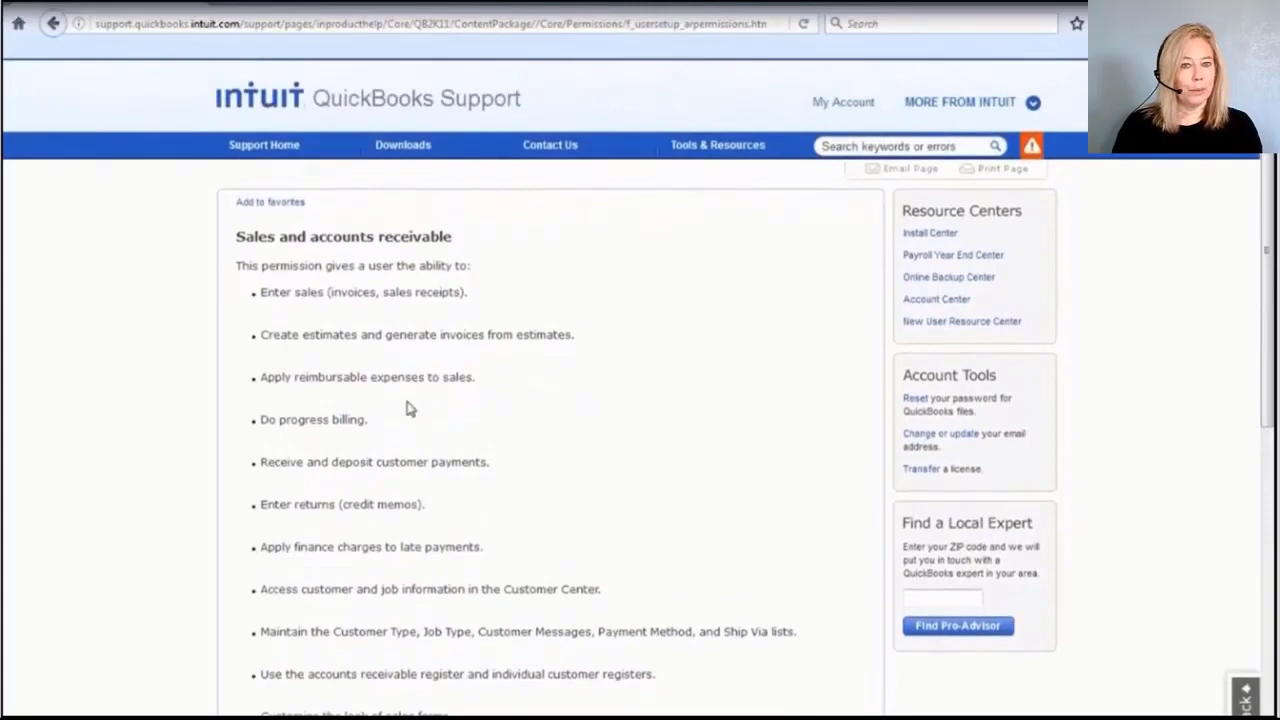 support.quickbooks.intuit.com/support/pages/inproducthelp/Core/QB2K11/ContentPackage//Core/Permissions/f_usersetup_arpermissions.htn
Search
INTUIT QuickBooks Support
My Account
MORE FROM INTUIT
Support Home
Downloads
Contact Us
Tools & Resources
Search keywords or errors
Email Page
Print Page
Add to favorites
Sales and accounts receivable
This permission gives a user the ability to:
• Enter sales (invoices, sales receipts).
• Create estimates and generate invoices from estimates.
• Apply reimbursable expenses to sales.
• Do progress billing.
• Receive and deposit customer payments.
• Enter returns (credit memos).
• Apply finance charges to late payments.
• Access customer and job information in the Customer Center.
• Maintain the Customer Type, Job Type, Customer Messages, Payment Method, and Ship Via lists.
• Use the accounts receivable register and individual customer registers.
Resource Centers
Install Center
Payroll Year End Center
Online Backup Center
Account Center
New User Resource Center
Account Tools
Reset your password for
QuickBooks files.
Change or update your email
address.
Transfer a license.
Find a Local Expert
Enter your ZIP code and we will
put you in touch with a
QuickBooks expert in your area.
Find Pro-Advisor